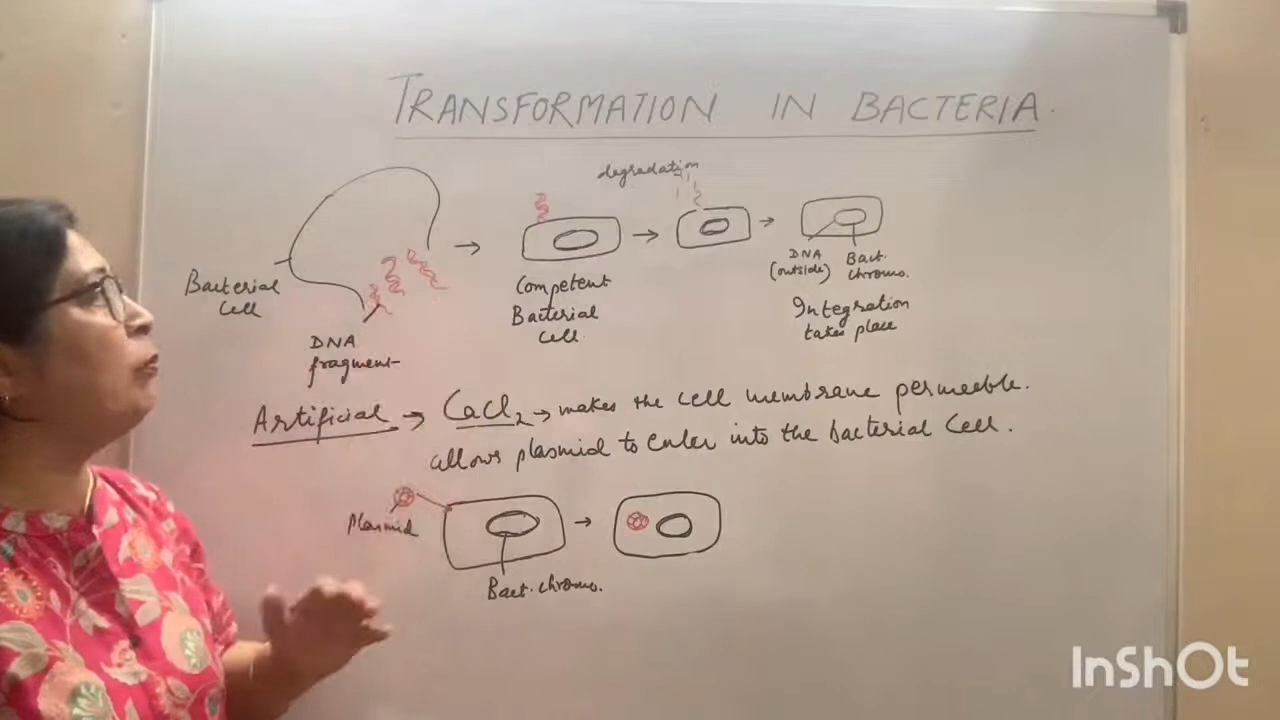 TRANSFORMATION IN BACTERIA.
degradation
Bacterial
Cell
DNA
fragment
Competent
Bacterial
Cell.
DNA
(outside)
Bact.
chromo.
Integration
takes place
Artificial → CaCl2 → makes the cell membrane permeable.
allows plasmid to enter into the bacterial cell.
Plasmid
Bact. chromo.
InShOt